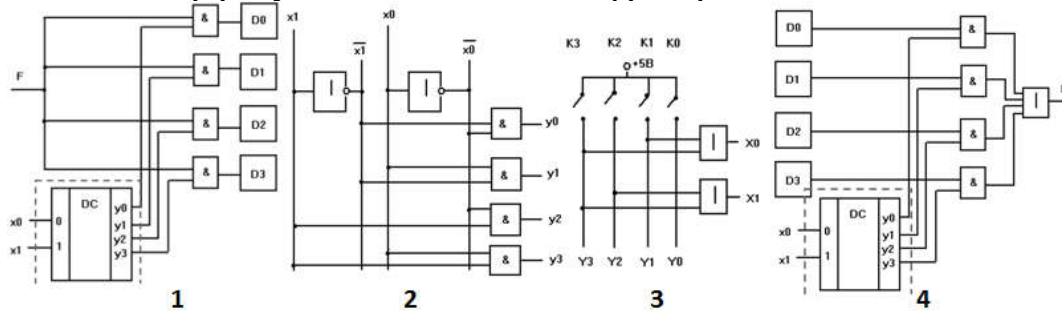 & D0
& D1
F
& D2
& D3
DC
x0 0 y0
y1
x1 1 y2
y3
1
x1 x1 x0 x0
| |
& y0
& y1
& y2
& y3
2
K3 K2 K1 K0
+5B
| X0
| X1
Y3 Y2 Y1 Y0
3
D0 &
D1 &
|
D2 &
D3 &
DC
x0 0 y0
y1
x1 1 y2
y3
4